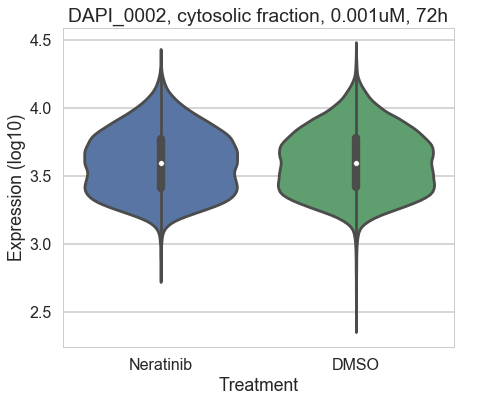 DAPI_0002, cytosolic fraction, 0.001uM, 72h
Expression (log10)
4.5
4.0
3.5
3.0
2.5
Neratinib
DMSO
Treatment